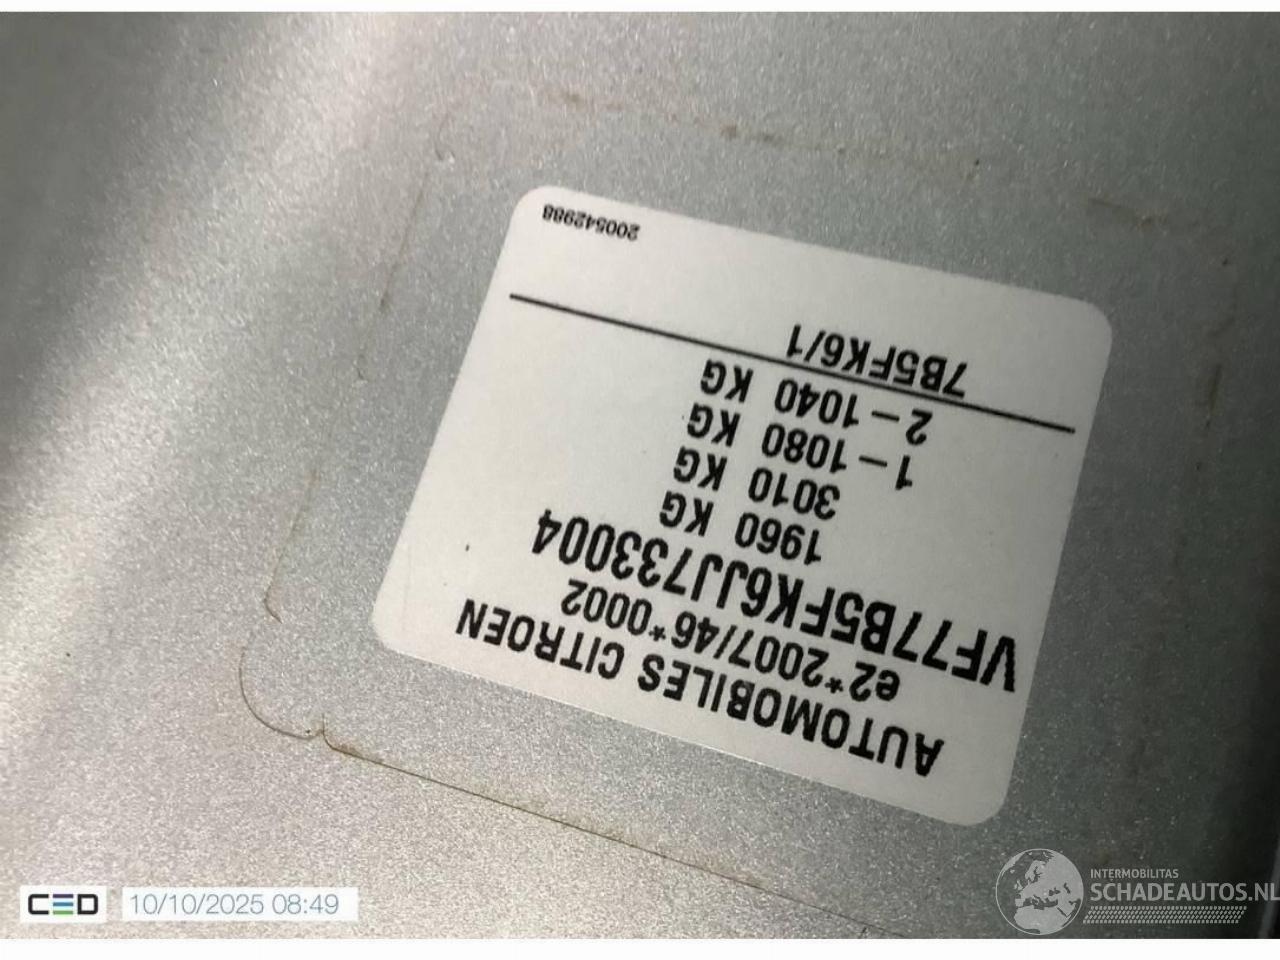 AUTOMOBILES CITROEN
e2*2007/46*0002
VF77B5FK6JJ733004
1960 KG
3010 KG
1-1080 KG
2-1040 KG
7B5FK6/1
200542988
CED
10/10/2025 08:49
INTERMOBILITAS
SCHADEAUTOS.NL